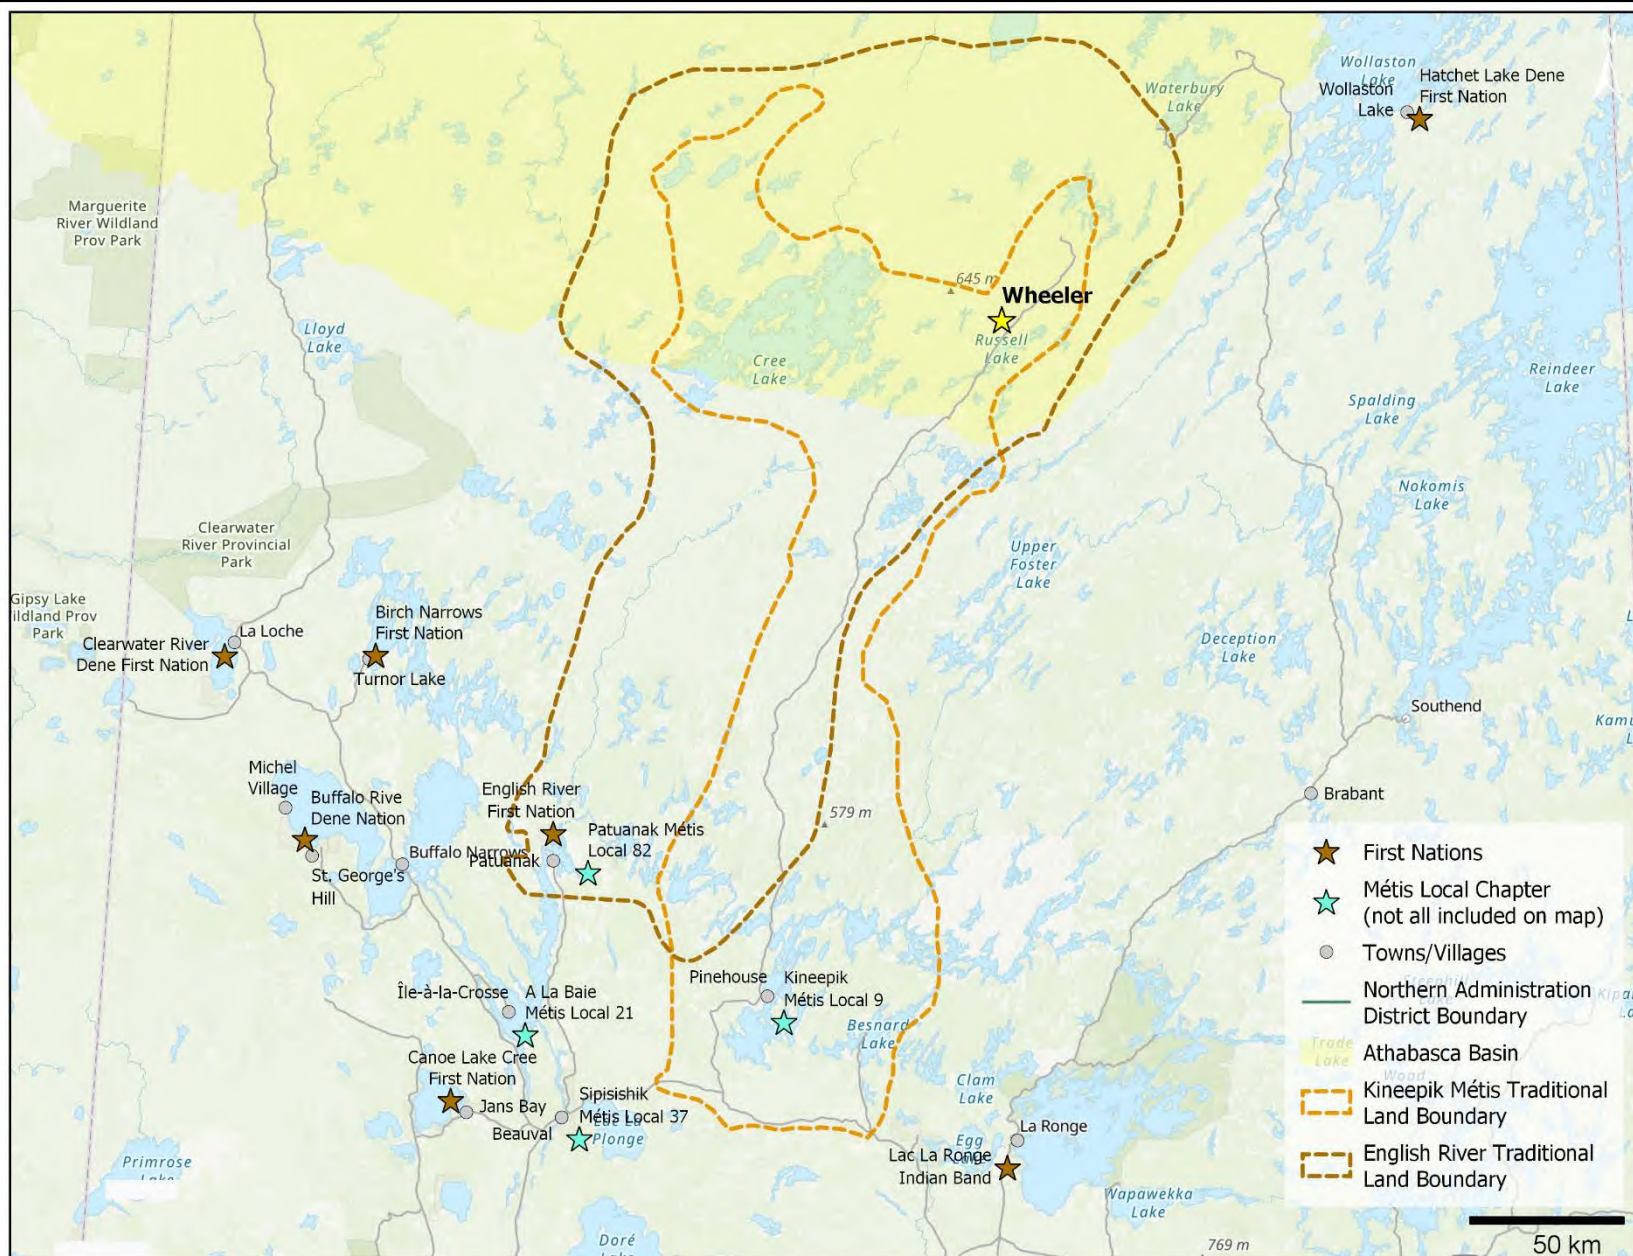 Wollaston
Lake
Hatchet Lake Dene
First Nation
Wollaston
Lake
Waterbury
Lake
Marguerite
River Wildland
Prov Park
645 m
Wheeler
Russell
Lake
Lloyd
Lake
Cree
Lake
Reindeer
Lake
Spalding
Lake
Nokomis
Lake
Clearwater
River Provincial
Park
Upper
Foster
Lake
Gipsy Lake
ildland Prov
Park
Birch Narrows
First Nation
La Loche
Clearwater River
Dene First Nation
Turnor Lake
Deception
Lake
Southend
Kamu
Michel
Village
Buffalo Rive
Dene Nation
English River
First Nation
579 m
Brabant
Patuanak Métis
Local 82
Buffalo Narrows
Patuanak
St. George's
Hill
Pinehouse
Kineepik
Métis Local 9
Île-à-la-Crosse
A La Baie
Métis Local 21
Besnard
Lake
Canoe Lake Cree
First Nation
Clam
Lake
Jans Bay
Sipisishik
Métis Local 37
Beauval
Plonge
La Ronge
Egg
Lac La Ronge
Indian Band
Primrose
Lake
Wapawekka
Lake
Doré
769 m
First Nations
Métis Local Chapter
(not all included on map)
Towns/Villages
Northern Administration
District Boundary
Trade
Lake
Wood
Athabasca Basin
Kineepik Métis Traditional
Land Boundary
English River Traditional
Land Boundary
50 km